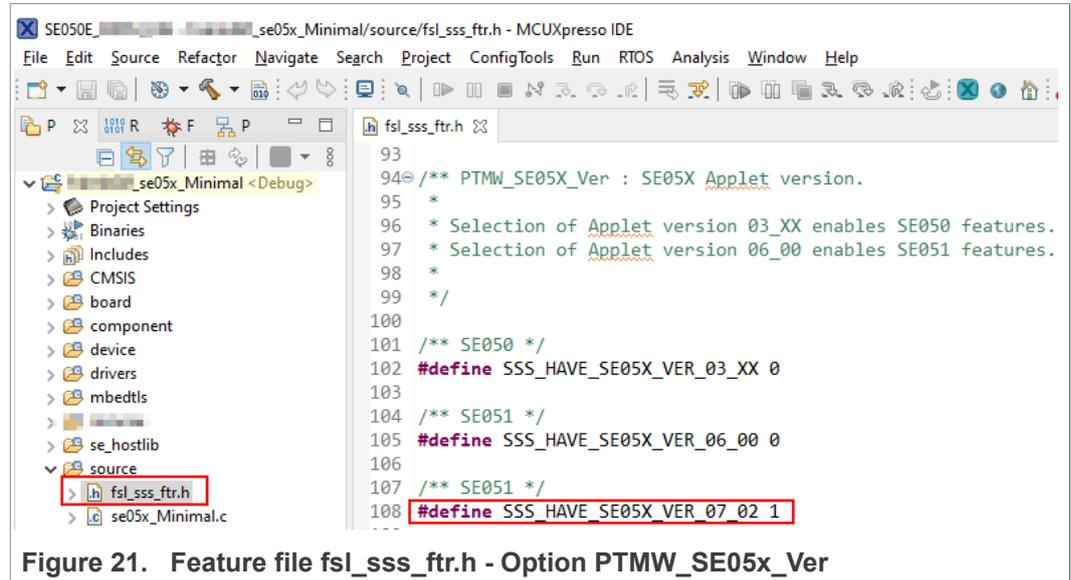 SE050E_ _se05x_Minimal/source/fsl_sss_ftr.h - MCUXpresso IDE
File Edit Source Refactor Navigate Search Project ConfigTools Run RTOS Analysis Window Help
P R F P
fsl_sss_ftr.h
_se05x_Minimal <Debug>
Project Settings
Binaries
Includes
CMSIS
board
component
device
drivers
mbedtls
se_hostlib
source
fsl_sss_ftr.h
se05x_Minimal.c
93
94 /** PTMW_SE05X_Ver : SE05X Applet version.
95 *
96 * Selection of Applet version 03_XX enables SE050 features.
97 * Selection of Applet version 06_00 enables SE051 features.
98 *
99 */
100
101 /** SE050 */
102 #define SSS_HAVE_SE05X_VER_03_XX 0
103
104 /** SE051 */
105 #define SSS_HAVE_SE05X_VER_06_00 0
106
107 /** SE051 */
108 #define SSS_HAVE_SE05X_VER_07_02 1
Figure 21. Feature file fsl_sss_ftr.h - Option PTMW_SE05x_Ver